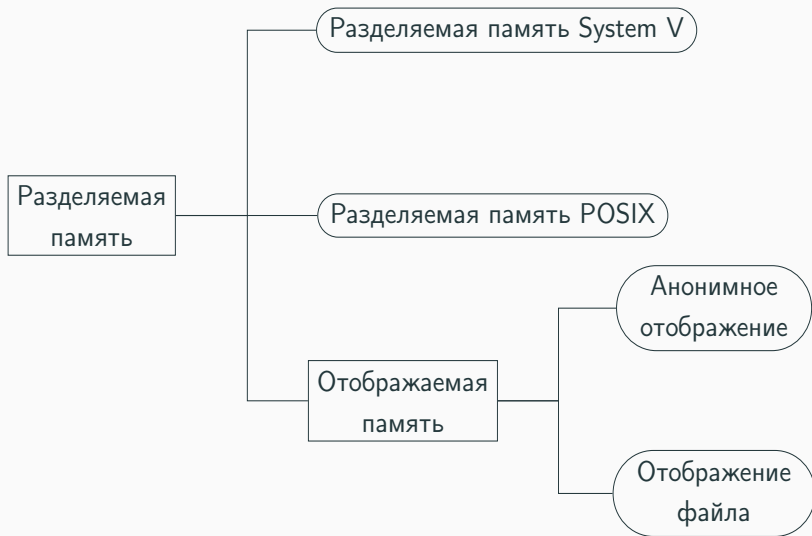 Разделяемая память System V
Разделяемая
память
Разделяемая память POSIX
Анонимное
отображение
Отображаемая
память
Отображение
файла